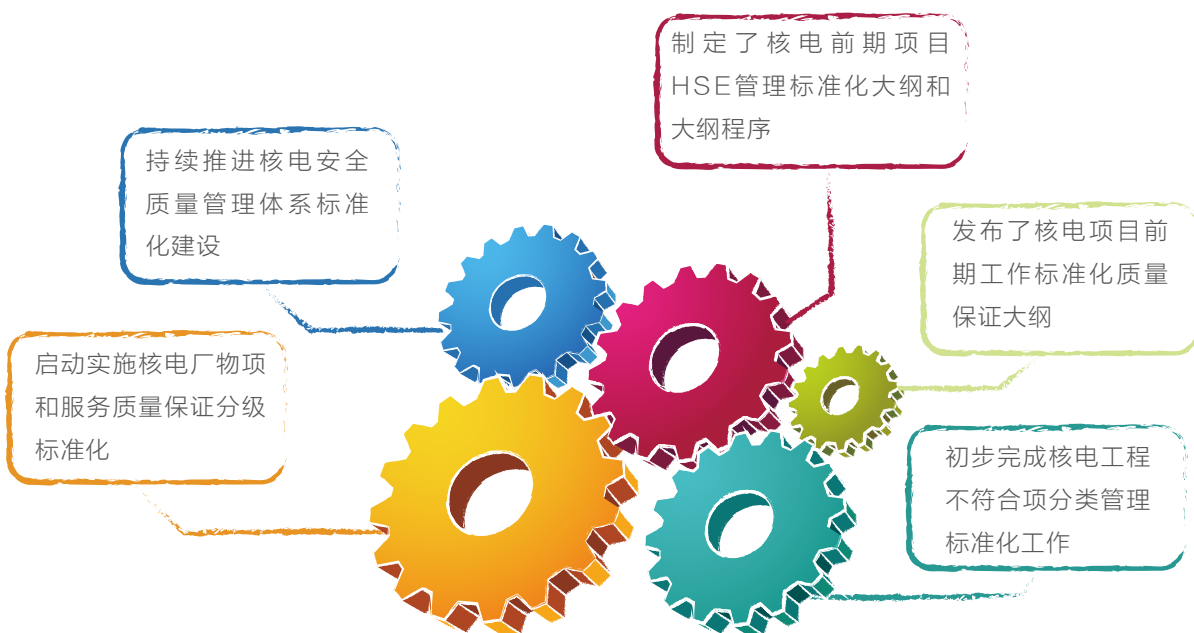 制定了核电前期项目
HSE管理标准化大纲和
大纲程序
持续推进核电安全
质量管理体系标准
化建设
发布了核电项目前
期工作标准化质量
保证大纲
启动实施核电厂物项
和服务质量保证分级
标准化
初步完成核电工程
不符合项分类管理
标准化工作